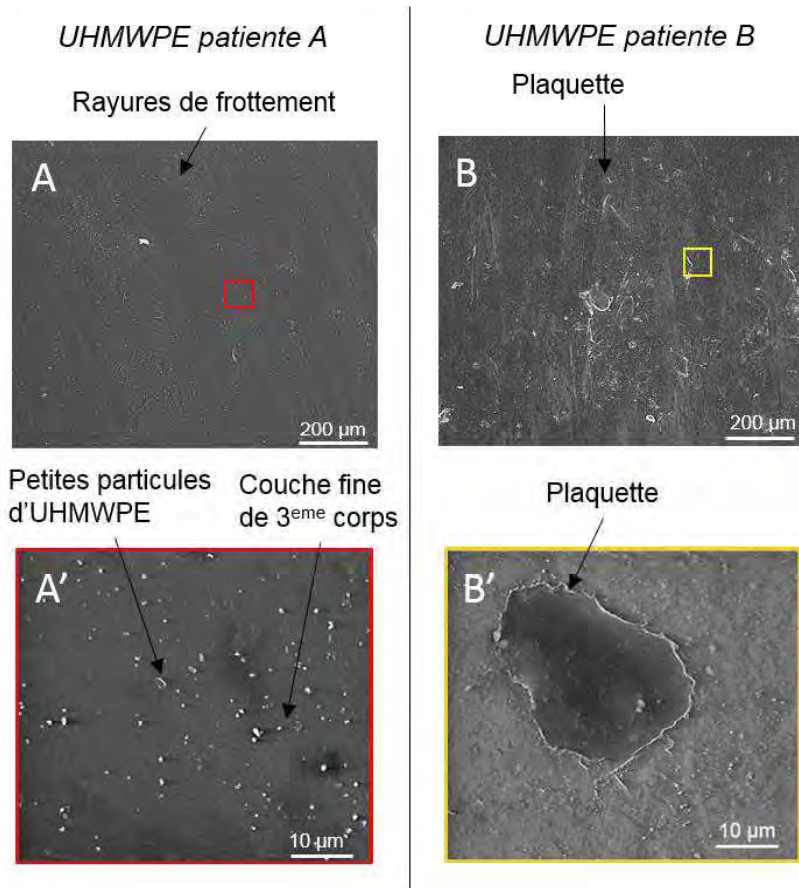 UHMWPE patiente A
Rayures de frottement
A
200 µm
Petites particules
d'UHMWPE
Couche fine
de 3eme corps
A'
10 µm
UHMWPE patiente B
Plaquette
B
200 µm
Plaquette
B'
10 µm